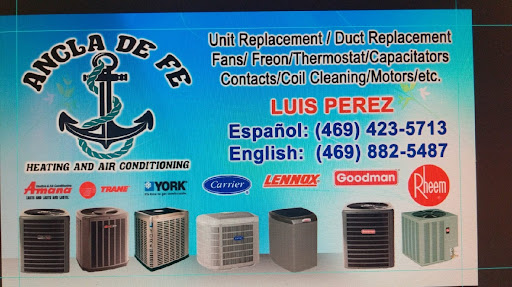 ANCLA DE FE
HEATING AND AIR CONDITIONING
Unit Replacement / Duct Replacement
Fans/ Freon/Thermostat/Capacitators
Contacts/Coil Cleaning/Motors/etc.
LUIS PEREZ
Español: (469) 423-5713
English: (469) 882-5487
Amana
TRANE
YORK
Carrier
LENNOX
Goodman
Rheem